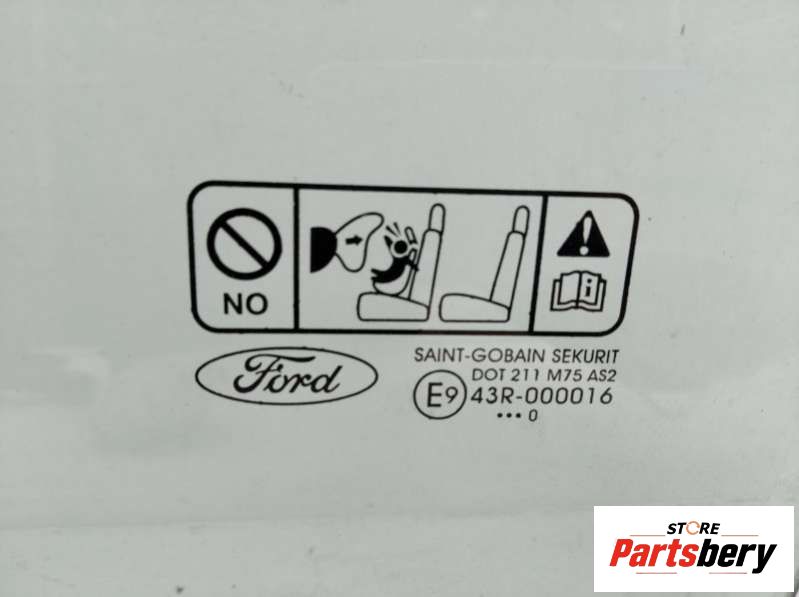 NO
Ford
SAINT-GOBAIN SEKURIT
DOT 211 M75 AS2
E9 43R-000016
••• 0
STORE
Partsbery